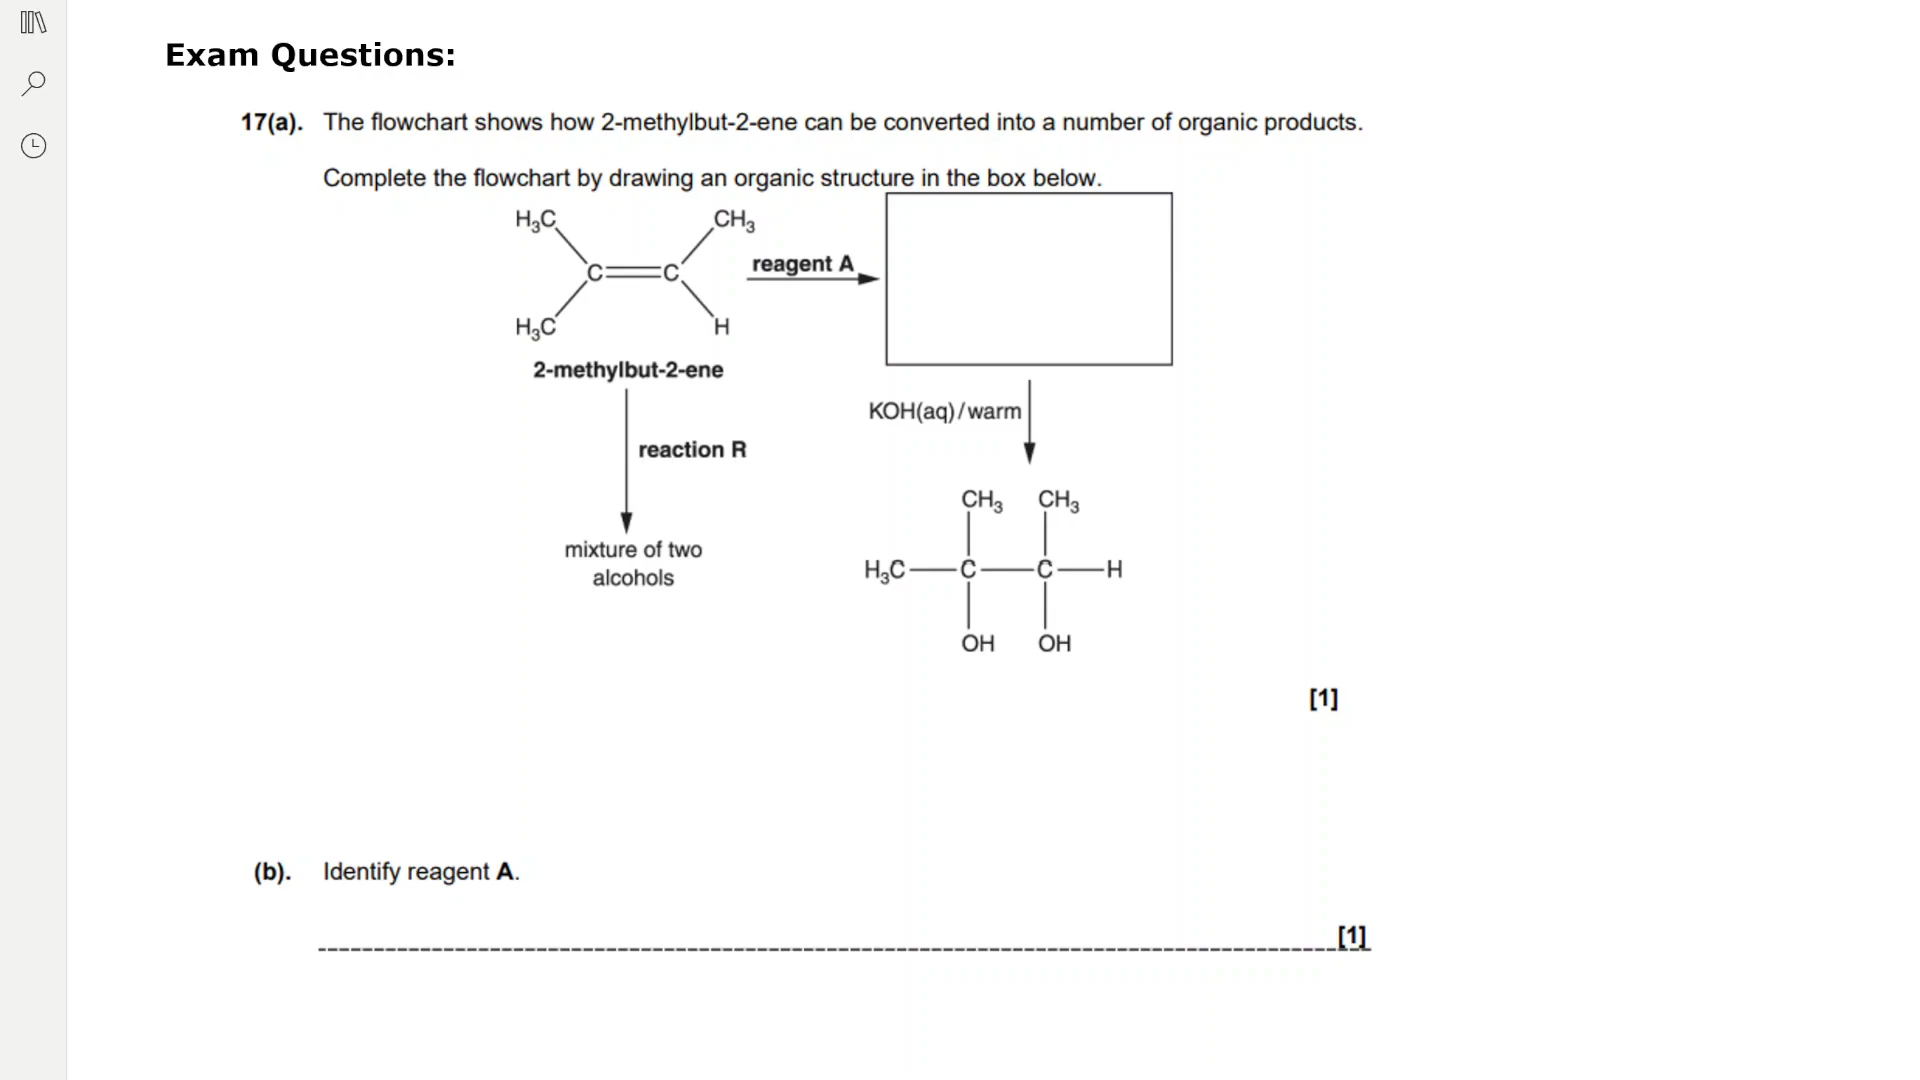 Exam Questions:
17(a). The flowchart shows how 2-methylbut-2-ene can be converted into a number of organic products.
Complete the flowchart by drawing an organic structure in the box below.
H₃C CH₃
reagent A
C C
H₃C H
2-methylbut-2-ene
KOH(aq)/warm
reaction R
CH₃ CH₃
mixture of two
alcohols
H₃C C C H
OH OH
[1]
(b). Identify reagent A.
[1]